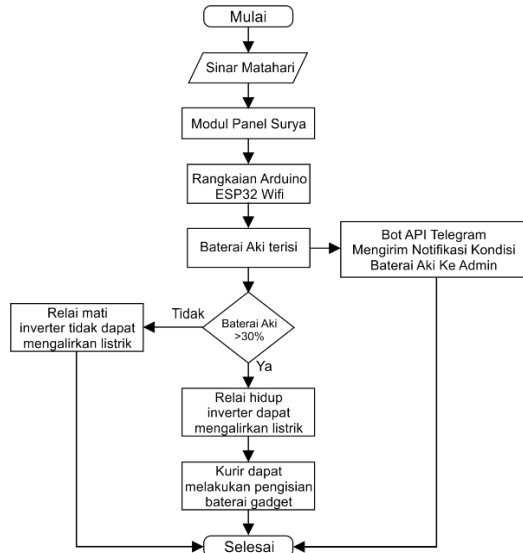 Mulai
Sinar Matahari
Modul Panel Surya
Rangkaian Arduino
ESP32 Wifi
Baterai Aki terisi
Bot API Telegram
Mengirim Notifikasi Kondisi
Baterai Aki Ke Admin
Baterai Aki
>30%
Tidak
Relai mati
inverter tidak dapat
mengalirkan listrik
Ya
Relai hidup
inverter dapat
mengalirkan listrik
Kurir dapat
melakukan pengisian
baterai gadget
Selesai